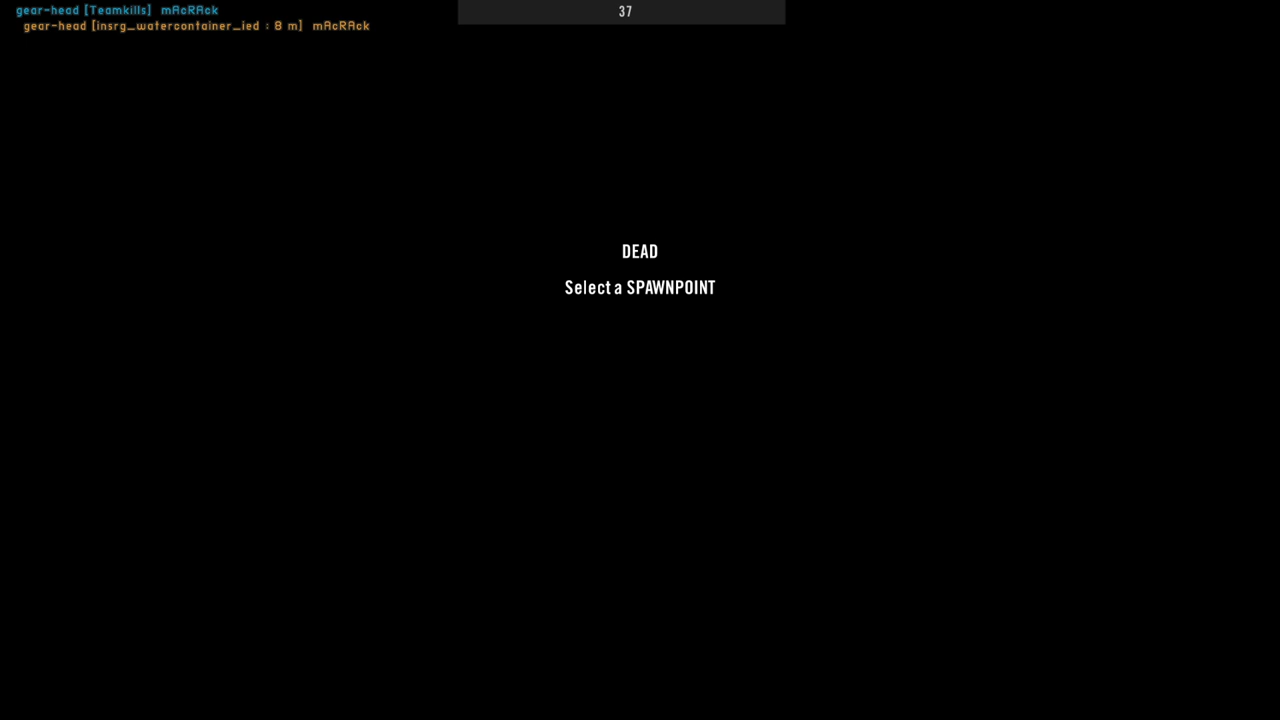 gear-head [Teamkills] mAcRAck
37
gear-head [insrg_watercontainer_ied : 8 m] mAcRAck
DEAD
Select a SPAWNPOINT